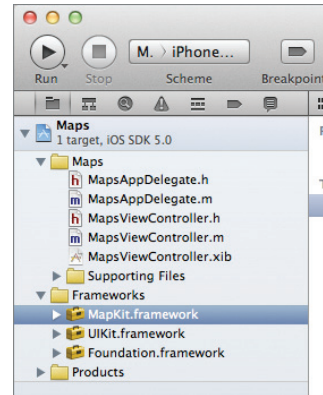 M. › iPhone...
Run Stop Scheme Breakpoint
Maps
1 target, iOS SDK 5.0
Maps
MapsAppDelegate.h
MapsAppDelegate.m
MapsViewController.h
MapsViewController.m
MapsViewController.xib
Supporting Files
Frameworks
MapKit.framework
UIKit.framework
Foundation.framework
Products